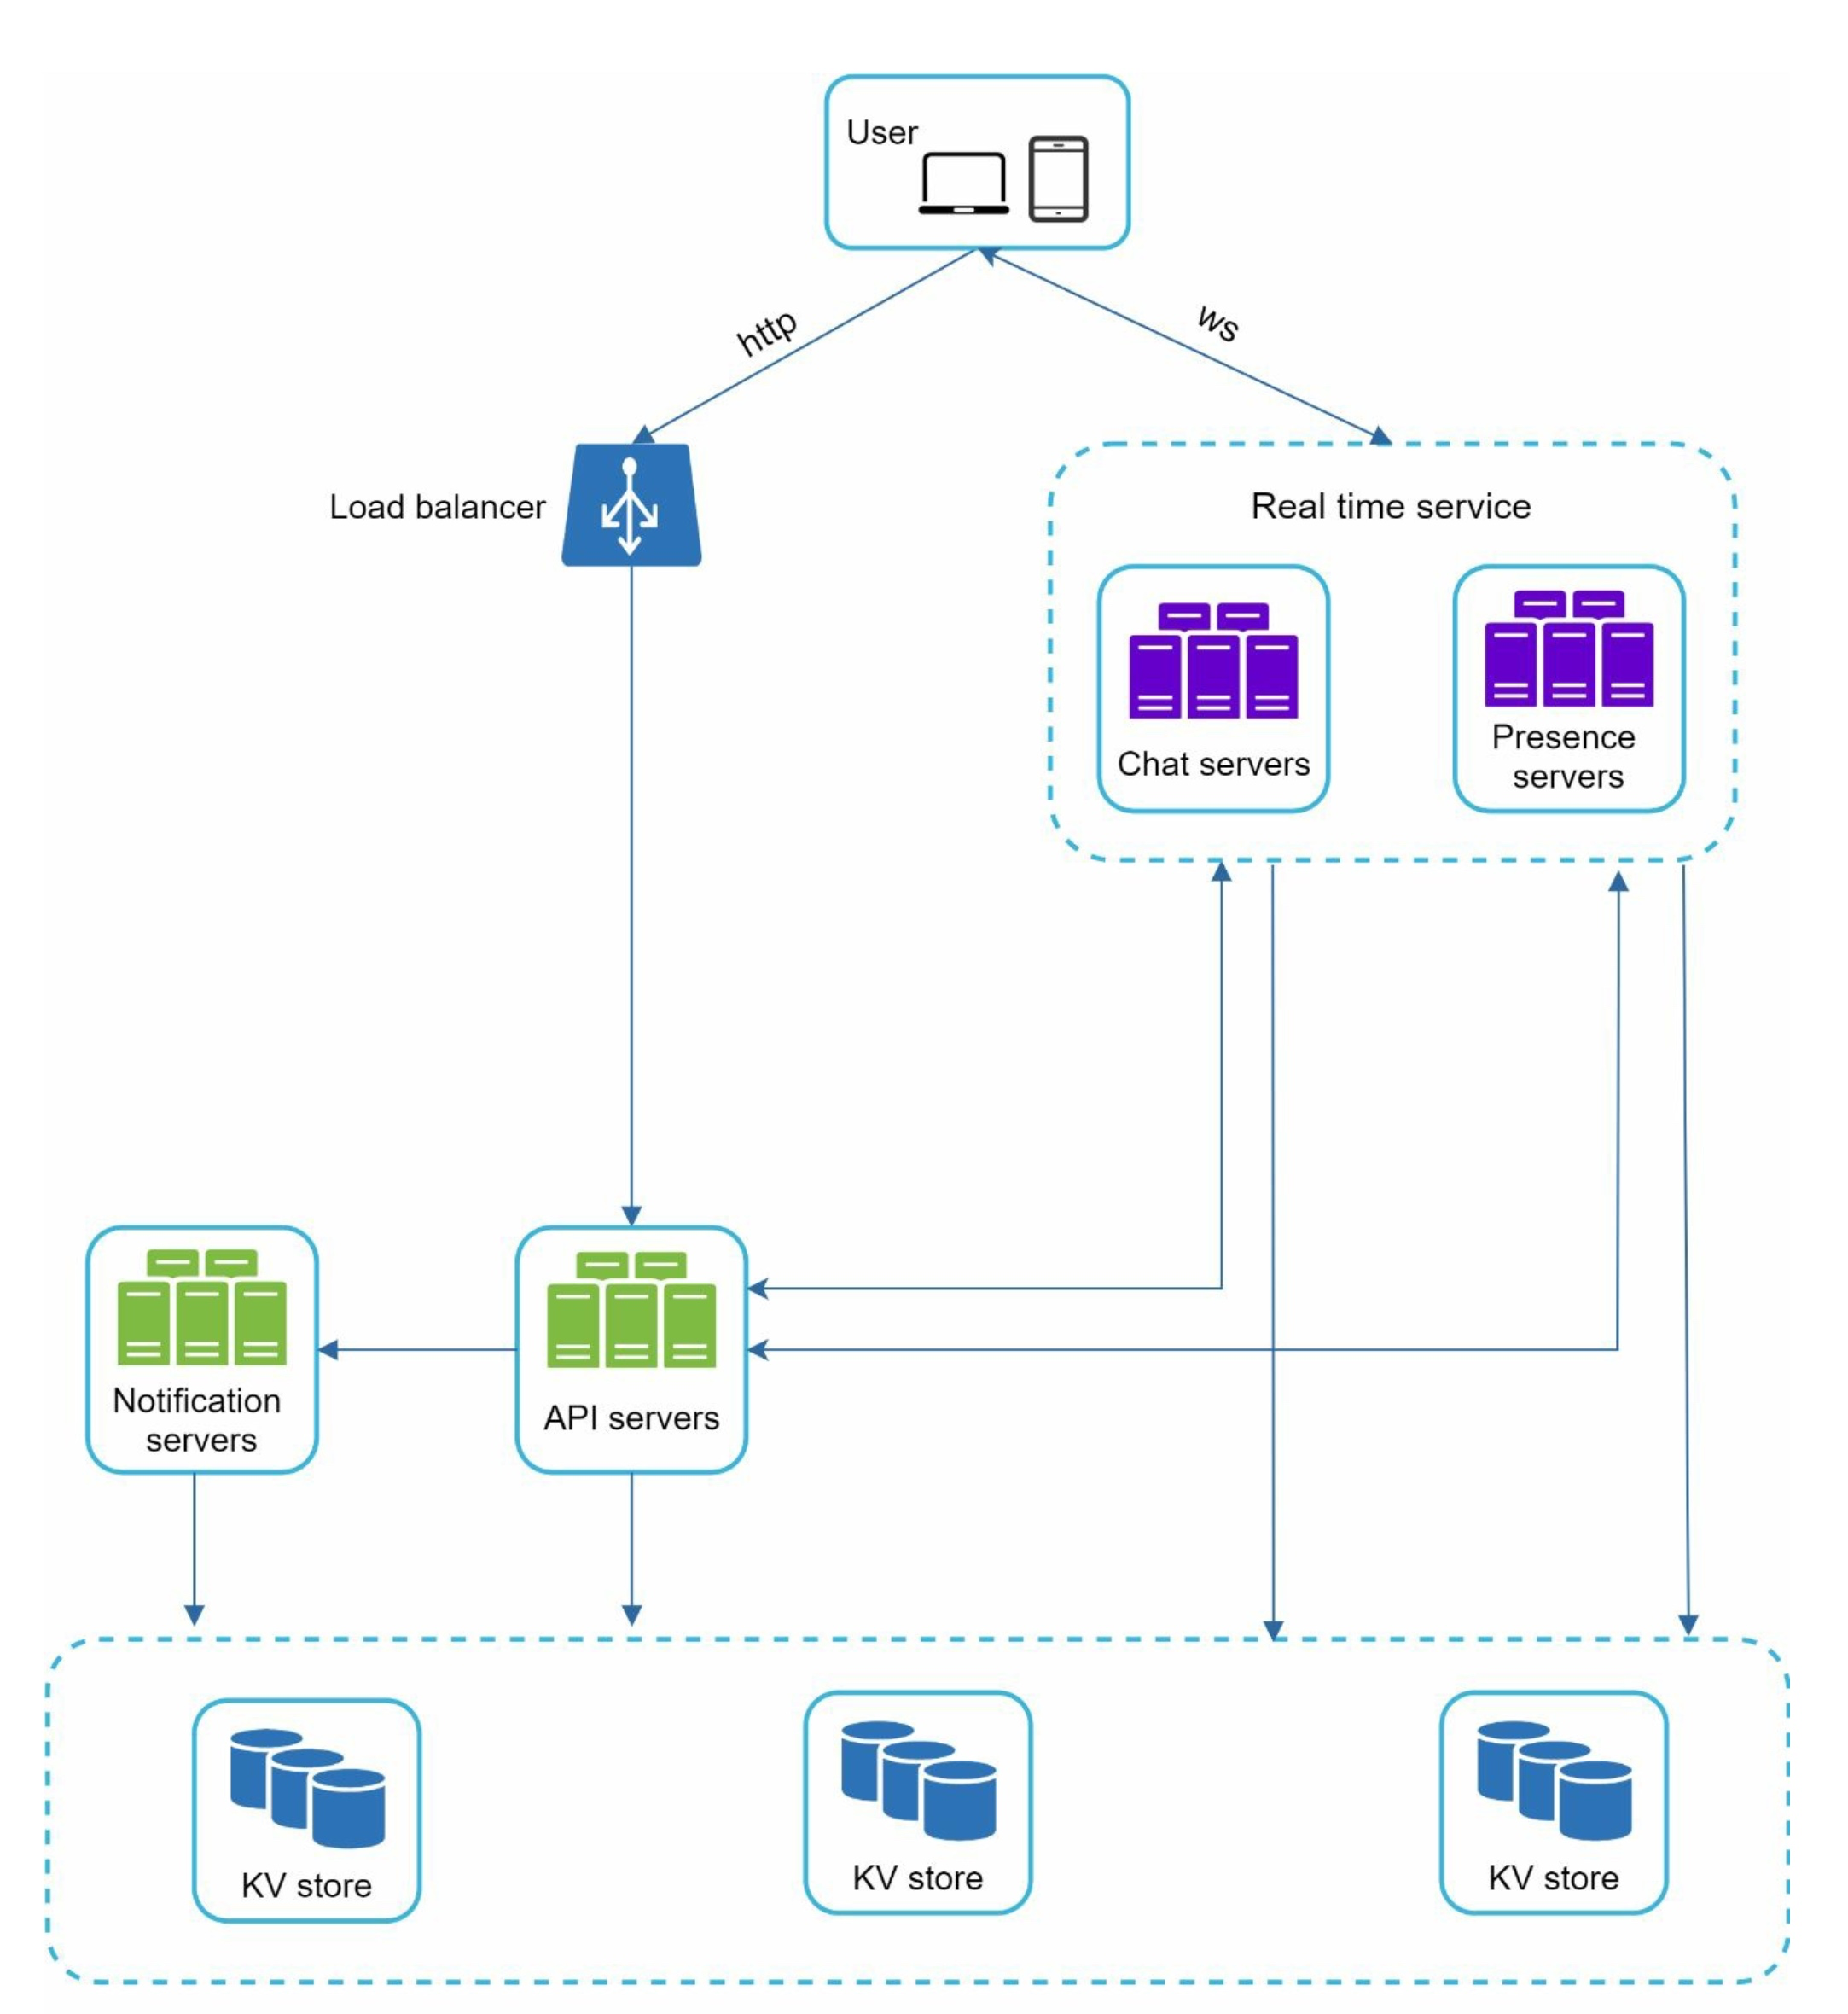 User
http
ws
Load balancer
Real time service
Chat servers
Presence
servers
Notification
servers
API servers
KV store
KV store
KV store